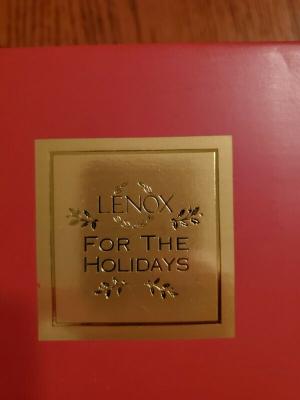 LENOX
FOR THE
HOLIDAYS